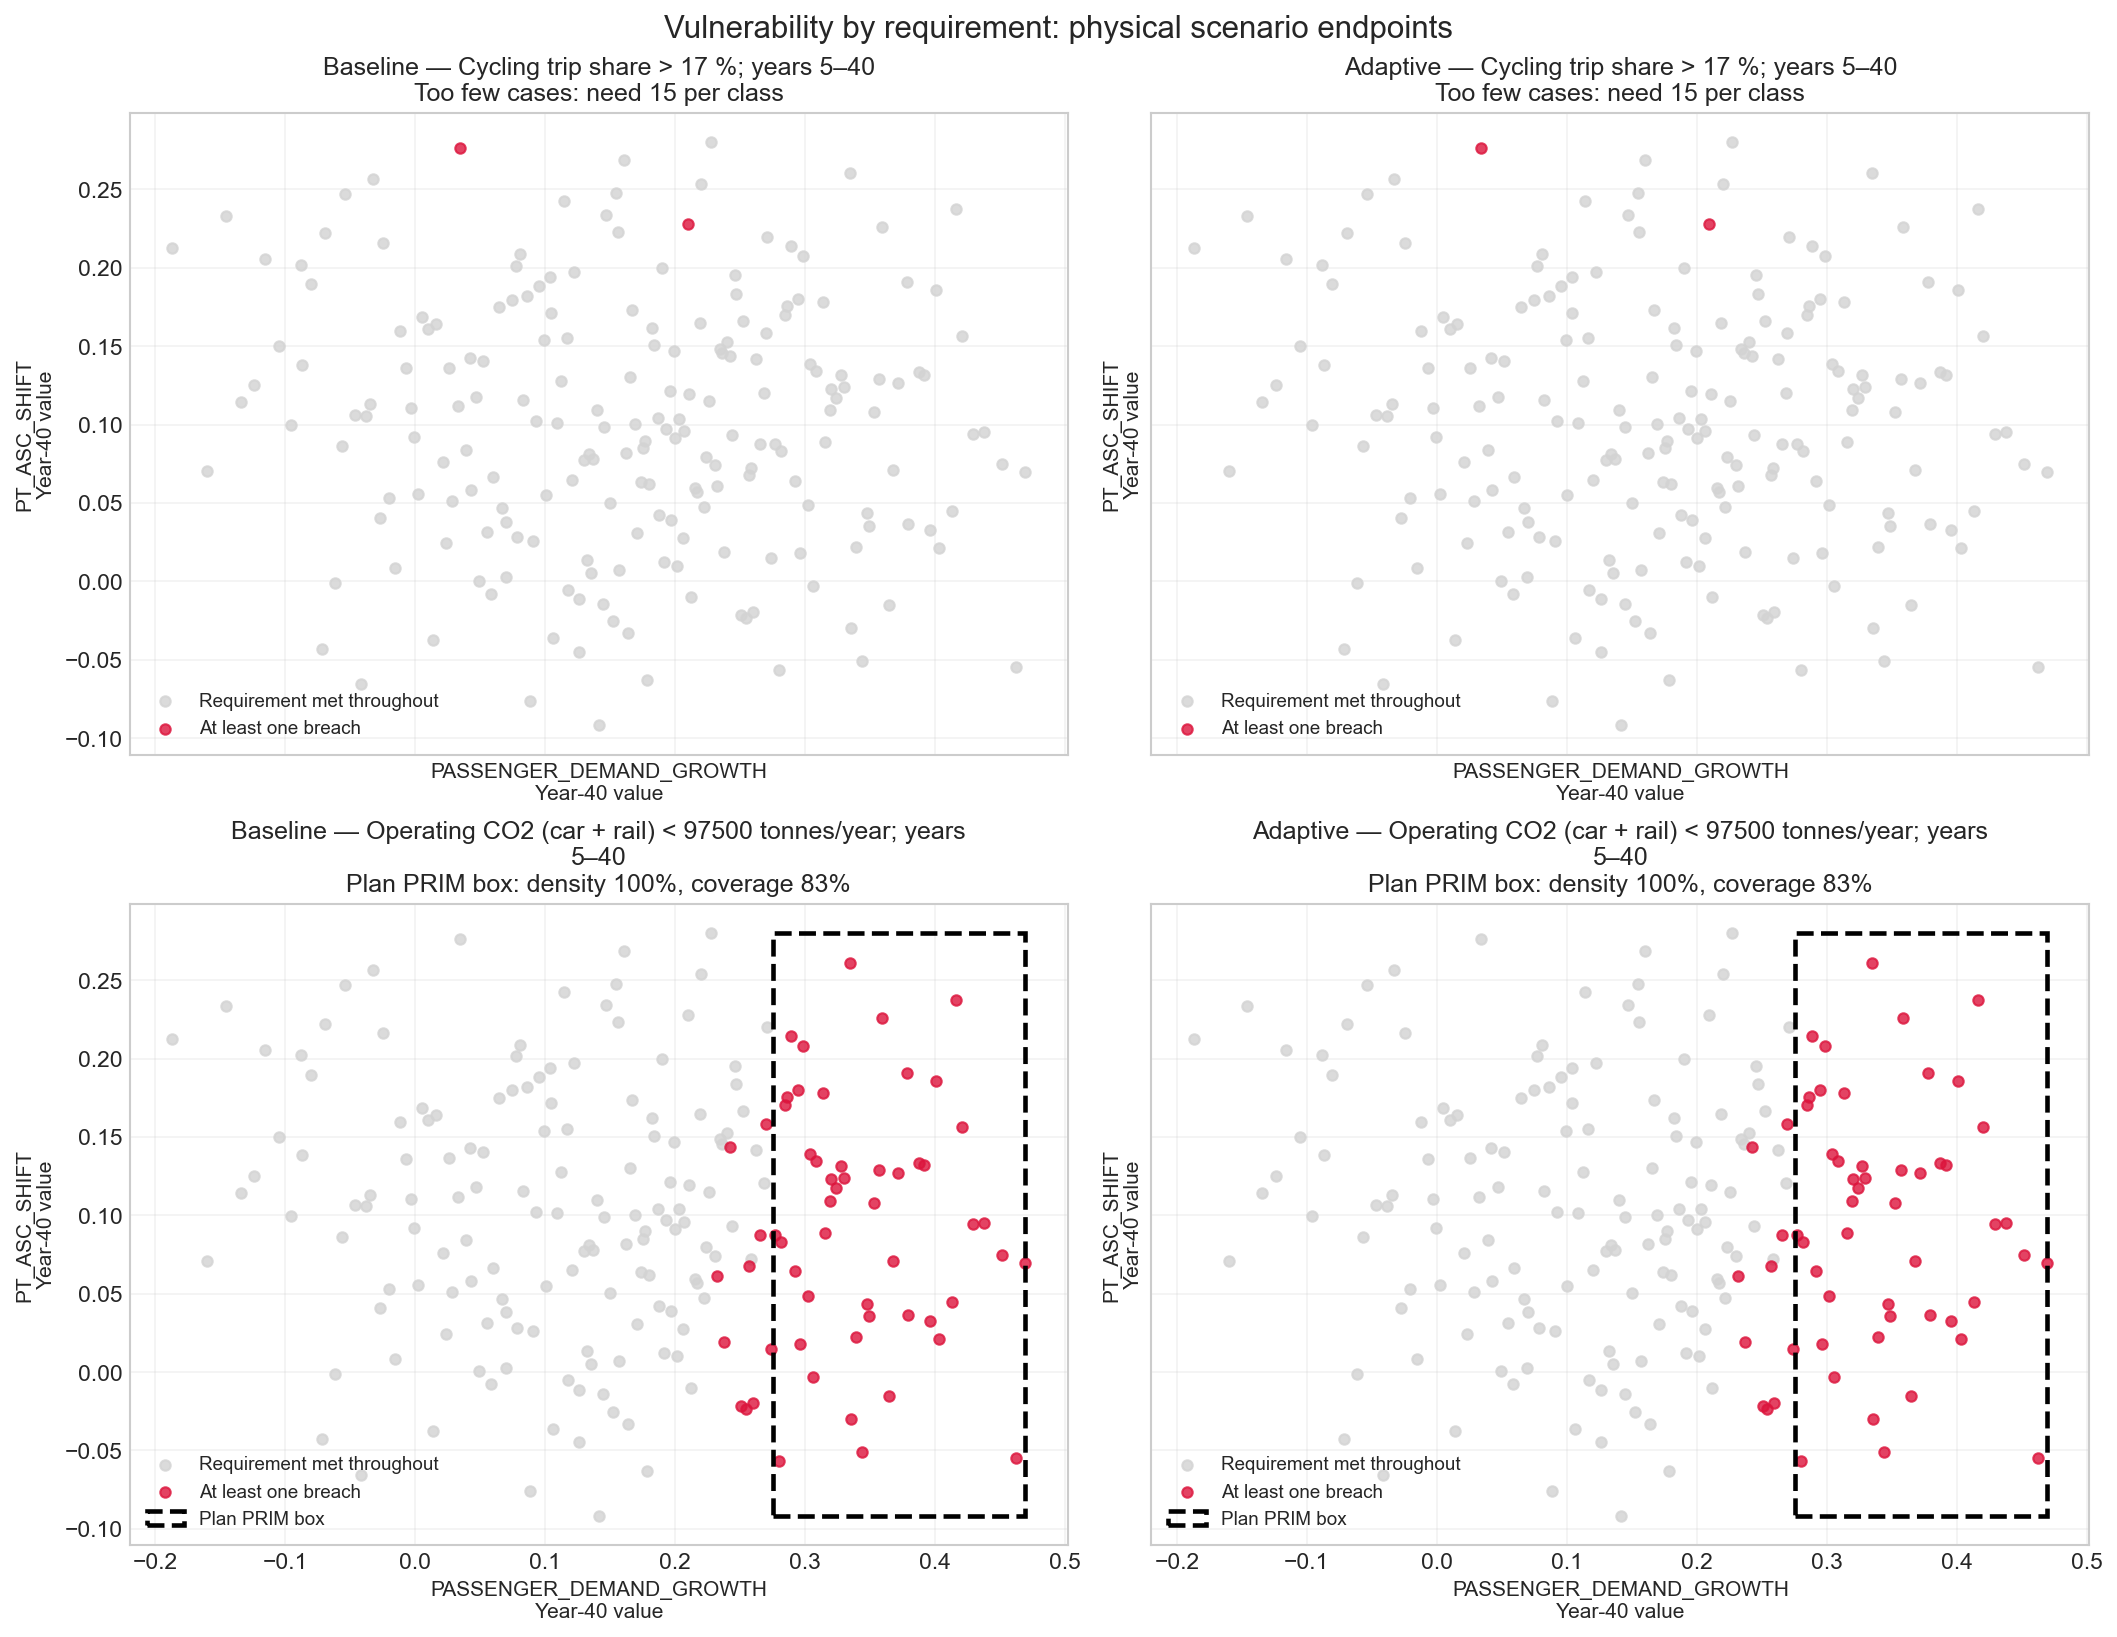 Vulnerability by requirement: physical scenario endpoints
Baseline — Cycling trip share > 17 %; years 5–40
Too few cases: need 15 per class
Adaptive — Cycling trip share > 17 %; years 5–40
Too few cases: need 15 per class
PT_ASC_SHIFT
Year-40 value
0.25
0.20
0.15
0.10
0.05
0.00
−0.05
−0.10
Requirement met throughout
At least one breach
PASSENGER_DEMAND_GROWTH
Year-40 value
PT_ASC_SHIFT
Year-40 value
Requirement met throughout
At least one breach
PASSENGER_DEMAND_GROWTH
Year-40 value
Baseline — Operating CO2 (car + rail) < 97500 tonnes/year; years
5–40
Plan PRIM box: density 100%, coverage 83%
Adaptive — Operating CO2 (car + rail) < 97500 tonnes/year; years
5–40
Plan PRIM box: density 100%, coverage 83%
PT_ASC_SHIFT
Year-40 value
0.25
0.20
0.15
0.10
0.05
0.00
−0.05
−0.10
Requirement met throughout
At least one breach
Plan PRIM box
−0.2 −0.1 0.0 0.1 0.2 0.3 0.4 0.5
PASSENGER_DEMAND_GROWTH
Year-40 value
PT_ASC_SHIFT
Year-40 value
Requirement met throughout
At least one breach
Plan PRIM box
−0.2 −0.1 0.0 0.1 0.2 0.3 0.4 0.5
PASSENGER_DEMAND_GROWTH
Year-40 value